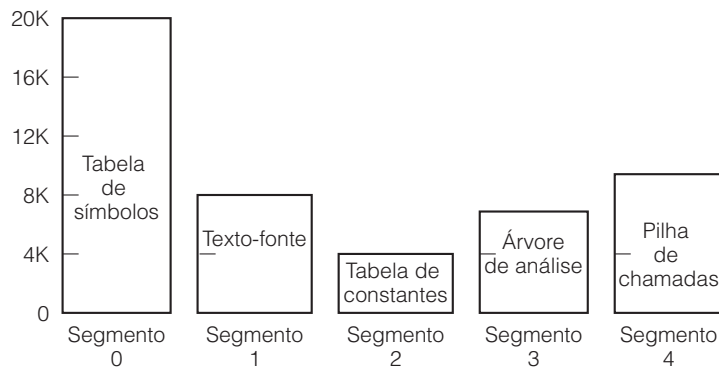 20K
16K
12K
8K
4K
0
Tabela
de
símbolos
Texto-fonte
Tabela de
constantes
Árvore
de análise
Pilha
de
chamadas
Segmento
0
Segmento
1
Segmento
2
Segmento
3
Segmento
4